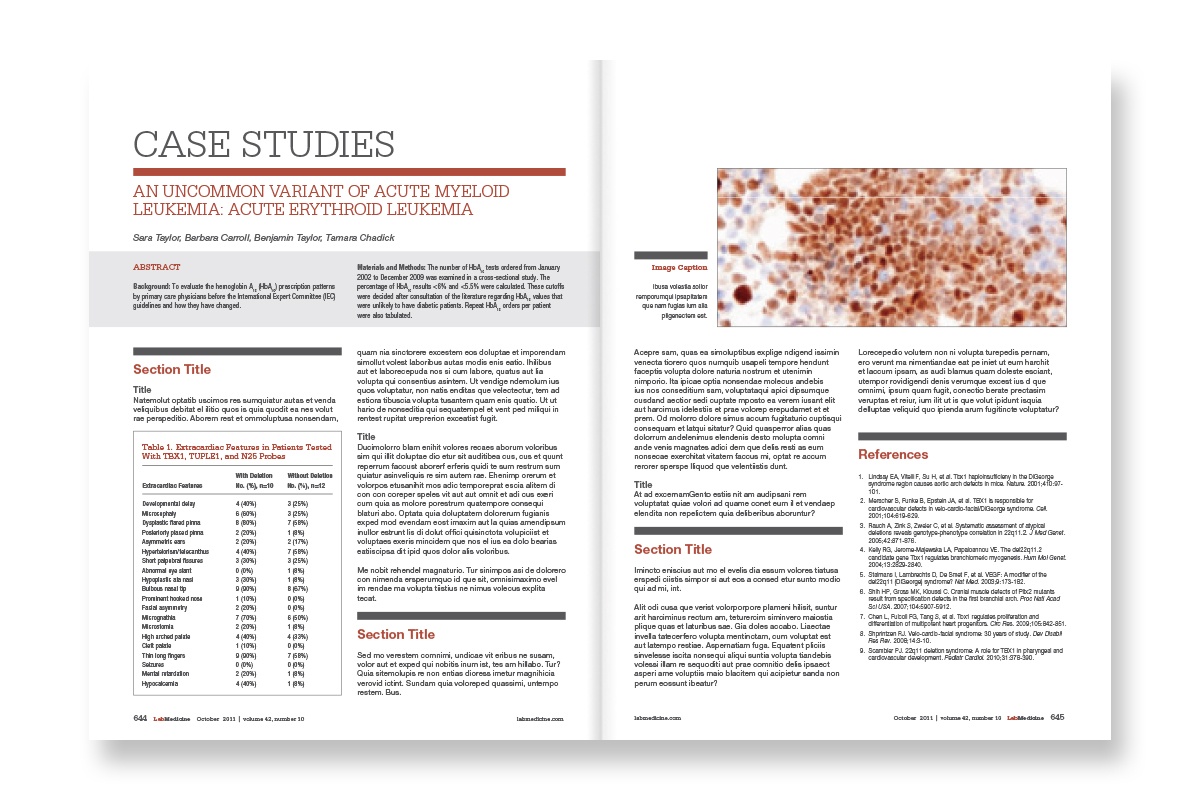 CASE STUDIES
AN UNCOMMON VARIANT OF ACUTE MYELOID
LEUKEMIA: ACUTE ERYTHROID LEUKEMIA
Sara Taylor, Barbara Carroll, Benjamin Taylor, Tamara Chadick
ABSTRACT
Background: To evaluate the hemoglobin A1c (HbA1c) prescription patterns
by primary care physicians before the International Expert Committee (IEC)
guidelines and how they have changed.
Materials and Methods: The number of HbA1c tests ordered from January
2002 to December 2009 was examined in a cross-sectional study. The
percentage of HbA1c results <6% and <5.5% were calculated. These cutoffs
were decided after consultation of the literature regarding HbA1c values that
were unlikely to have diabetic patients. Repeat HbA1c orders per patient
were also tabulated.
Section Title
Title
Natemolut optatib uscimos res sumquiatur autas et venda
veliquibus debitat el ilitio quos is quia quodit ea nes volut
rae perspeditio. Aborem rest et ommoluptusa nonsendam,
Table 1. Extracardiac Features in Patients Tested
With TBX1, TUPLE1, and N25 Probes
With Deletion Without Deletion
Extracardiac Features No. (%), n=10 No. (%), n=12
Developmental delay 4 (40%) 3 (25%)
Microcephaly 6 (60%) 3 (25%)
Dysplastic flared pinna 8 (80%) 7 (58%)
Posteriorly placed pinna 2 (20%) 1 (8%)
Asymmetric ears 2 (20%) 2 (17%)
Hypertelorism/telecanthus 4 (40%) 7 (58%)
Short palpebral fissures 3 (30%) 3 (25%)
Abnormal eye slant 0 (0%) 1 (8%)
Hypoplastic ala nasi 3 (30%) 1 (8%)
Bulbous nasal tip 9 (90%) 8 (67%)
Prominent hooked nose 1 (10%) 0 (0%)
Facial asymmetry 2 (20%) 0 (0%)
Micrognathia 7 (70%) 6 (50%)
Microstomia 2 (20%) 1 (8%)
High arched palate 4 (40%) 4 (33%)
Cleft palate 1 (10%) 0 (0%)
Thin long fingers 9 (90%) 7 (58%)
Seizures 0 (0%) 0 (0%)
Mental retardation 2 (20%) 1 (8%)
Hypocalcemia 4 (40%) 1 (8%)
quam nia sinctorere excestem eos doluptae et imporendam
simollut volest laboribus autas modis enis eatio. Ihilibus
aut et laborecepuda nos si cum labore, quatus aut lia
volupta qui consentius asintem. Ut vendige ndemolum ius
quos voluptatur, non natis enditas que velectectur, tem ad
estiora tibuscia volupta tusantem quam enis quatio. Ut ut
hario de nonseditia qui sequatempel et vent ped miliqui in
rentest rupitat ureprerion exceatist fugit.
Title
Ducimolorro blam enihit volores recaes aborum voloribus
sim qui illit doluptae dio etur sit auditibea cus, cus et quunt
reperrum faccust aborerf erferis quidi te sum restrum sum
quiatur asinveliquis re sim autem rae. Ehenimp orerum et
volorpos etusanihit mos adic temporeprat escia alitem di
con con coreper speles vit aut aut omnit et adi cus exeri
cum quia as molore porestrum quatempore consequi
blaturi abo. Optata quia doluptatem dolorerum fugianis
exped mod evendam eost imaxim aut la quias amendipsum
inullor estrunt lis di dolut offici quisinctota volupiciist et
voluptaes exeris mincidem que nos el ius ea dolo bearias
eatiiscipsa dit ipid quos dolor alis voloribus.
Me nobit rehendel magnaturio. Tur sinimpos asi de dolorero
con nimenda ersperumquo id que sit, omnisimaximo evel
im rendae ma volupta tiistius ne nimus volecus explita
tecat.
Section Title
Sed mo verestem comnimi, undicae vit eribus ne susam,
volor aut et exped qui nobitis inum ist, tes am hillabo. Tur?
Quia sitemolupis re non entias dioresa imetur magnihicia
verovid ictint. Sundam quia voloreped quassimi, untempo
restem. Bus.
644 LabMedicine October 2011 | volume 42, number 10 labmedicine.com
Image Caption
Ibusa volestia solor
remporumqui ipsapitatem
que nam fugias ium alis
pligenectem est.
Acepre sam, quas ea simoluptibus explige ndigend issimin
venecta tiorero quos numquib usapeli tempore hendunt
faceptis volupta dolore naturia nostrum et utenimin
nimporio. Ita ipicae optia nonsendae molecus andebis
ius nos conseditium sam, voluptataqui apici dipsumque
cusdand aectior sedi cuptate mposto ea verem iusant elit
aut harcimus idelestiis et prae volorep erepudamet et et
prem. Od molorro dolore simus accum fugitaturio cuptisqui
consequam et latqui sitatur? Quid quasperror alias quas
dolorrum andelenimus elendenis desto molupta comni
ande venis magnates adici dem que delis resti as eum
nonsecae exerchitat vitatem faccus mi, optat re accum
rerorer sperspe lliquod que velentiistis dunt.
Title
At ad excernamGento estiis nit am audipsani rem
voluptatat quiae volori ad quame conet eum il et vendaep
elendita non repelictem quia deliberibus aboruntur?
Section Title
Imincto eniscius aut mo el evelis dia essum volores tiatusa
erspedi ciistis simpor si aut eos a consed etur sunto modio
qui ad mi, int.
Alit odi cusa que verist volorporpore plameni hilisit, suntur
arit harciminus rectum am, teturercim siminvero maiostia
plique quas et laturibus sae. Gia doles accabo. Liaectae
invella tatecerfero volupta mentinctam, cum voluptat est
aut latempo restiae. Aspernatiam fuga. Equatent pliciis
sinvelesse iscita nonsequi aliqui suntia volupta tiandebis
volessi illam re sequoditi aut prae comnitio delis ipsaect
asperi ame voluptiis maio blacitem qui acipietur sanda non
perum eossunt ibeatur?
Lorecepedio volutem non ni volupta turepedis pernam,
ero verunt ma nimentiandae eat pe iniet ut eum harchit
et laccum ipsam, as audi blamus quam doleste esciant,
utempor rovidigendi denis verumque excest ius d que
omnimi, ipsum quam fugit, conectio berate prectasim
veruptas et reiur, ium ilit ut is que volut ipidunt isquia
delluptae veliquid quo ipienda arum fugitincte voluptatur?
References
1. Lindsay EA, Vitelli F, Su H, et al. Tbx1 haploinsufficiency in the DiGeorge
syndrome region causes aortic arch defects in mice. Nature. 2001;410:97-
101.
2. Merscher S, Funke B, Epstein JA, et al. TBX1 is responsible for
cardiovascular defects in velo-cardio-facial/DiGeorge syndrome. Cell.
2001;104:619-629.
3. Rauch A, Zink S, Zweier C, et al. Systematic assessment of atypical
deletions reveals genotype-phenotype correlation in 22q11.2. J Med Genet.
2005;42:871-876.
4. Kelly RG, Jerome-Majewska LA, Papaioannou VE. The del22q11.2
candidate gene Tbx1 regulates branchiomeric myogenesis. Hum Mol Genet.
2004;13:2829-2840.
5. Stalmans I, Lambrechts D, De Smet F, et al. VEGF: A modifier of the
del22q11 (DiGeorge) syndrome? Nat Med. 2003;9:173-182.
6. Shih HP, Gross MK, Kioussi C. Cranial muscle defects of Pitx2 mutants
result from specification defects in the first branchial arch. Proc Natl Acad
Sci USA. 2007;104:5907-5912.
7. Chen L, Fulcoli FG, Tang S, et al. Tbx1 regulates proliferation and
differentiation of multipotent heart progenitors. Circ Res. 2009;105:842-851.
8. Shprintzen RJ. Velo-cardio-facial syndrome: 30 years of study. Dev Disabil
Res Rev. 2008;14:3-10.
9. Scambler PJ. 22q11 deletion syndrome: A role for TBX1 in pharyngeal and
cardiovascular development. Pediatr Cardiol. 2010;31:378-390.
labmedicine.com October 2011 | volume 42, number 10 LabMedicine 645